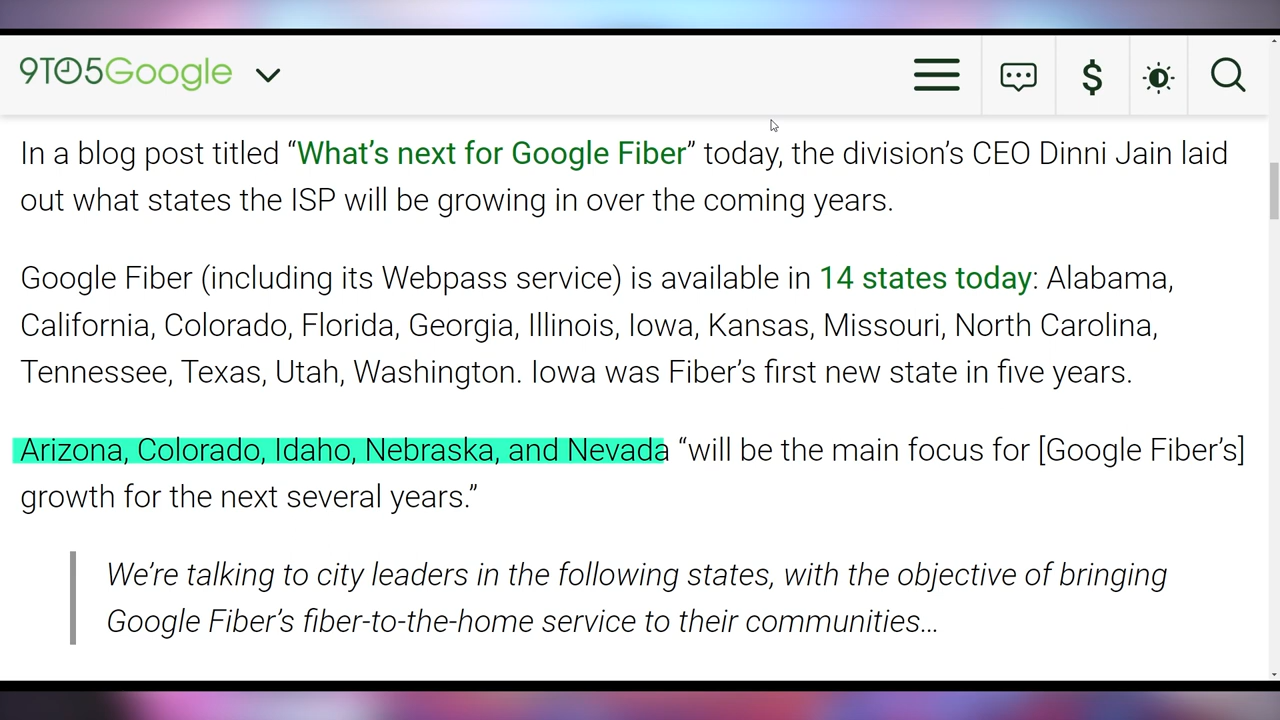 9TO5Google
In a blog post titled “What’s next for Google Fiber” today, the division’s CEO Dinni Jain laid
out what states the ISP will be growing in over the coming years.
Google Fiber (including its Webpass service) is available in 14 states today: Alabama,
California, Colorado, Florida, Georgia, Illinois, Iowa, Kansas, Missouri, North Carolina,
Tennessee, Texas, Utah, Washington. Iowa was Fiber’s first new state in five years.
Arizona, Colorado, Idaho, Nebraska, and Nevada “will be the main focus for [Google Fiber’s]
growth for the next several years.”
We’re talking to city leaders in the following states, with the objective of bringing
Google Fiber’s fiber-to-the-home service to their communities…